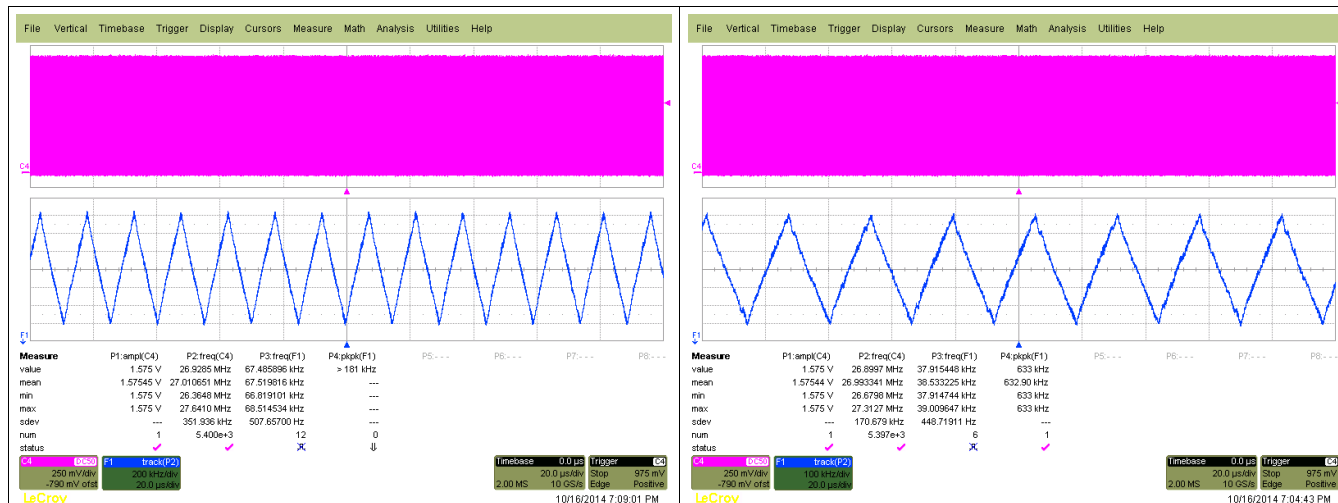 File Vertical Timebase Trigger Display Cursors Measure Math Analysis Utilities Help
C4
F1
Measure P1:ampl(C4) P2:freq(C4) P3:freq(F1) P4:pkpk(F1) P5:--- P6:--- P7:--- P8:---
value 1.575 V 26.9285 MHz 67.485896 kHz > 181 kHz
mean 1.57545 V 27.010651 MHz 67.519816 kHz ---
min 1.575 V 26.3648 MHz 66.819101 kHz ---
max 1.575 V 27.6410 MHz 68.514534 kHz ---
sdev --- 351.936 kHz 507.65700 Hz ---
num 1 5.400e+3 12 0
status
C4 DC50
250 mV/div
-790 mV ofst
F1 track(P2)
200 kHz/div
20.0 µs/div
Timebase 0.0 µs
20.0 µs/div
2.00 MS 10 GS/s
Trigger C4
Stop 975 mV
Edge Positive
LeCroy
10/16/2014 7:09:01 PM
File Vertical Timebase Trigger Display Cursors Measure Math Analysis Utilities Help
C4
F1
Measure P1:ampl(C4) P2:freq(C4) P3:freq(F1) P4:pkpk(F1) P5:--- P6:--- P7:--- P8:---
value 1.575 V 26.8997 MHz 37.915448 kHz 633 kHz
mean 1.57544 V 26.993341 MHz 38.533225 kHz 632.90 kHz
min 1.575 V 26.6798 MHz 37.914744 kHz 633 kHz
max 1.575 V 27.3127 MHz 39.009647 kHz 633 kHz
sdev --- 170.679 kHz 448.71911 Hz ---
num 1 5.397e+3 6 1
status
C4 DC50
250 mV/div
-790 mV ofst
F1 track(P2)
100 kHz/div
20.0 µs/div
Timebase 0.0 µs
20.0 µs/div
2.00 MS 10 GS/s
Trigger C4
Stop 975 mV
Edge Positive
LeCroy
10/16/2014 7:04:43 PM